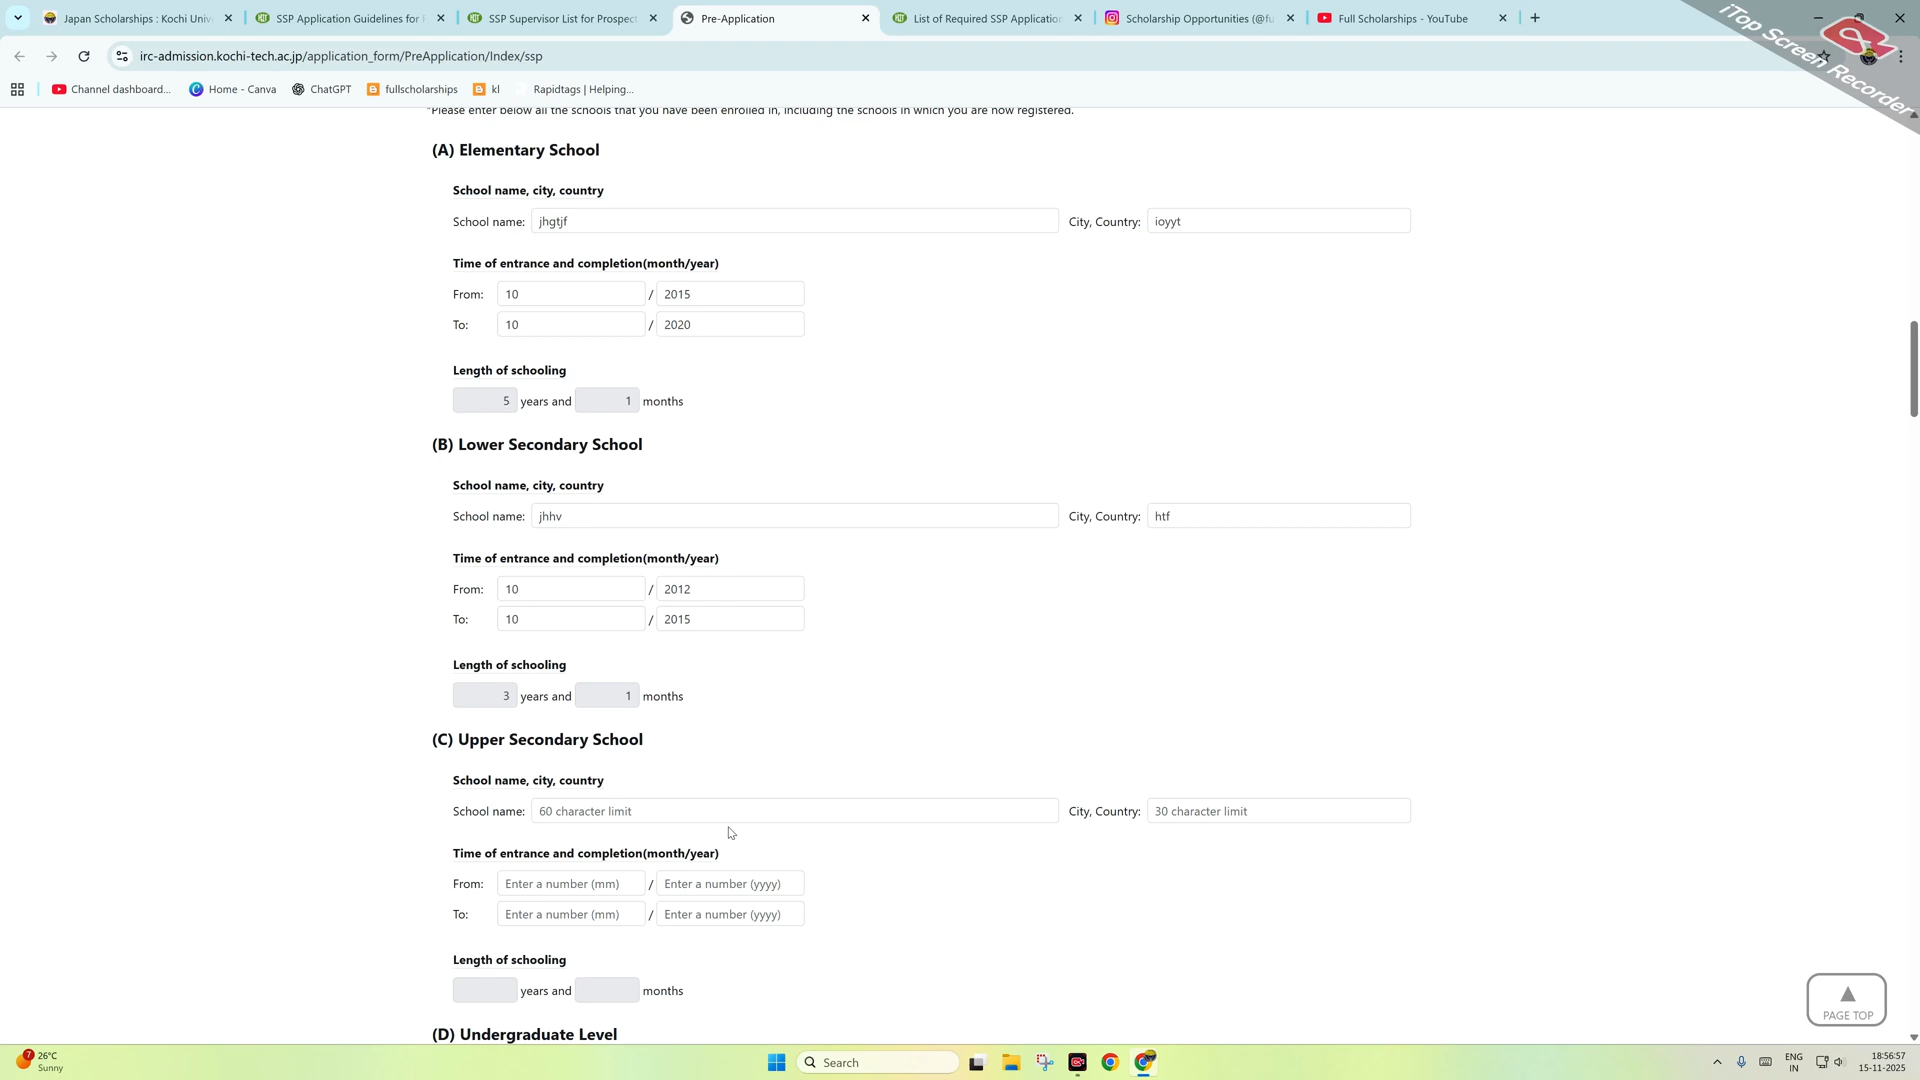 Japan Scholarships : Kochi Univ
SSP Application Guidelines for
SSP Supervisor List for Prospect
Pre-Application
List of Required SSP Application
Scholarship Opportunities (@fu
Full Scholarships - YouTube
iTop Screen Recorder
irc-admission.kochi-tech.ac.jp/application_form/PreApplication/Index/ssp
Channel dashboard...
Home - Canva
ChatGPT
fullscholarships
kl
Rapidtags | Helping...
*Please enter below all the schools that you have been enrolled in, including the schools in which you are now registered.
(A) Elementary School
School name, city, country
School name: jhgtjf City, Country: ioyyt
Time of entrance and completion(month/year)
From: 10 / 2015
To: 10 / 2020
Length of schooling
5 years and 1 months
(B) Lower Secondary School
School name, city, country
School name: jhhv City, Country: htf
Time of entrance and completion(month/year)
From: 10 / 2012
To: 10 / 2015
Length of schooling
3 years and 1 months
(C) Upper Secondary School
School name, city, country
School name: 60 character limit City, Country: 30 character limit
Time of entrance and completion(month/year)
From: Enter a number (mm) / Enter a number (yyyy)
To: Enter a number (mm) / Enter a number (yyyy)
Length of schooling
years and months
(D) Undergraduate Level
PAGE TOP
7
26°C
Sunny
Search
ENG
IN
18:56:57
15-11-2025